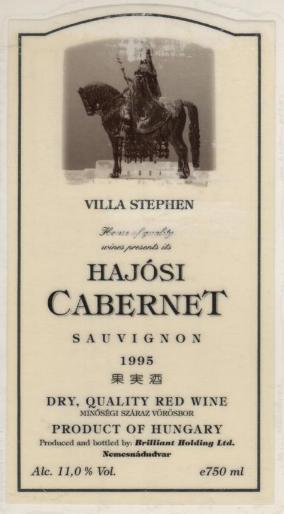 VILLA STEPHEN
House of quality
wines presents its
HAJÓSI
CABERNET
SAUVIGNON
1995
果実酒
DRY, QUALITY RED WINE
MINŐSÉGI SZÁRAZ VÖRÖSBOR
PRODUCT OF HUNGARY
Produced and bottled by: Brilliant Holding Ltd.
Nemesnádudvar
Alc. 11,0 % Vol. e750 ml